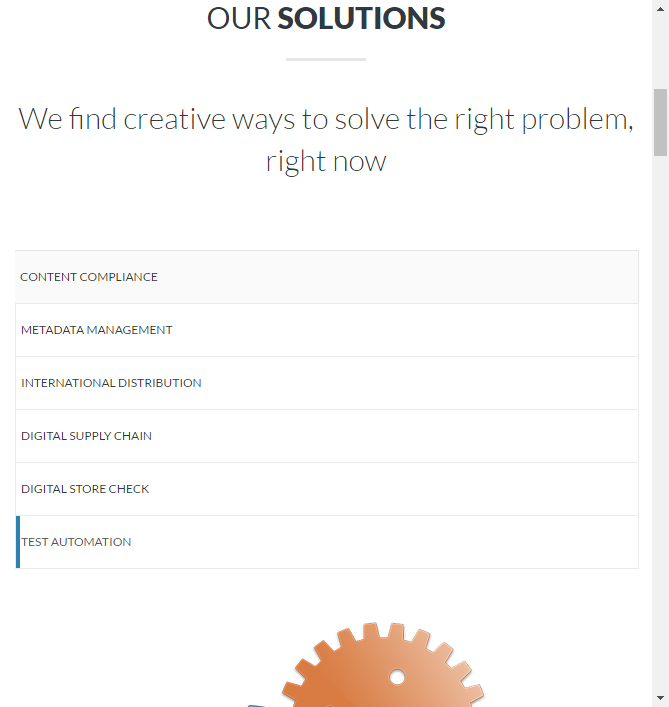 OUR SOLUTIONS
We find creative ways to solve the right problem,
right now
CONTENT COMPLIANCE
METADATA MANAGEMENT
INTERNATIONAL DISTRIBUTION
DIGITAL SUPPLY CHAIN
DIGITAL STORE CHECK
TEST AUTOMATION